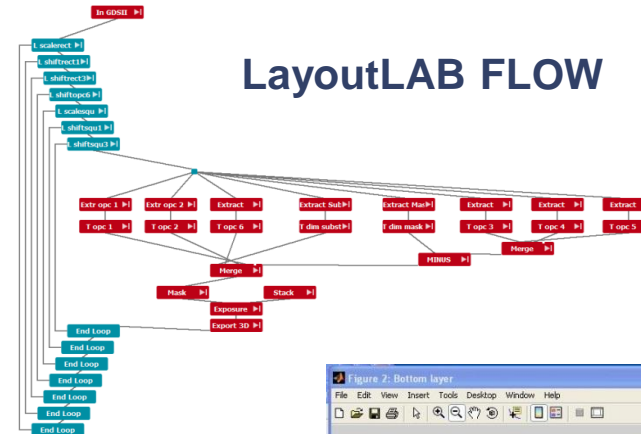 In GDSII
L scalerect
LayoutLAB FLOW
L shiftrect1
L shiftrect3
L shiftopc6
L scalesqu
L shiftsqu1
L shiftsqu3
Extr opc 1 Extr opc 2 Extract Extract Sub Extract Mas Extract Extract Extract
T opc 1 T opc 2 T opc 6 T dim subst T dim mask T opc 3 T opc 4 T opc 5
Merge
MINUS
Merge
Mask Stack
Exposure
Export 3D
End Loop
End Loop
End Loop
End Loop
End Loop
End Loop
End Loop
Figure 2: Bottom layer
File Edit View Insert Tools Desktop Window Help